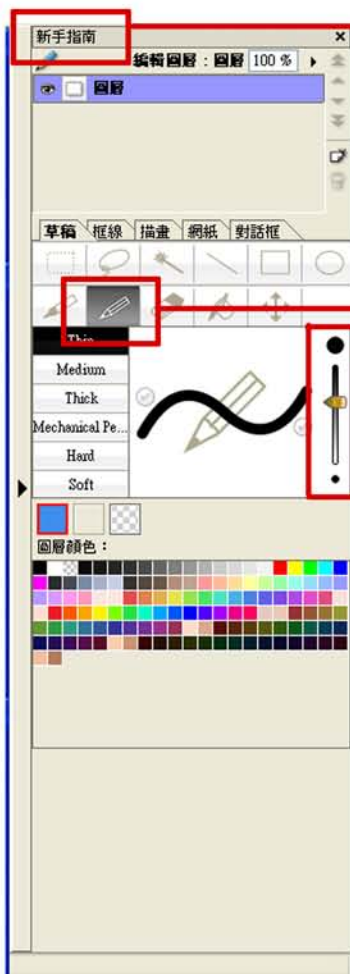 新手指南
編輯圖層：圖層 100 %
圖層
草稿 框線 描畫 網紙 對話框
Thin
Medium
Thick
Mechanical Pe...
Hard
Soft
圖層顏色：